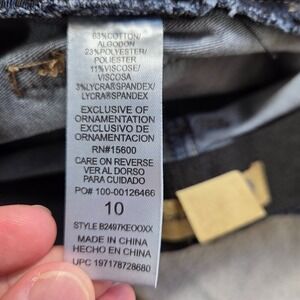 63%COTTON/
ALGODON
23%POLYESTER/
POLIESTER
11%VISCOSE/
VISCOSA
3%LYCRA®SPANDEX/
LYCRA®SPANDEX
EXCLUSIVE OF
ORNAMENTATION
EXCLUSIVO DE
ORNAMENTACIÓN
RN#15600
CARE ON REVERSE
VER AL DORSO
PARA CUIDADO
PO# 100-00126466
10
STYLE B2497KEOOXX
MADE IN CHINA
HECHO EN CHINA
UPC 197178728680